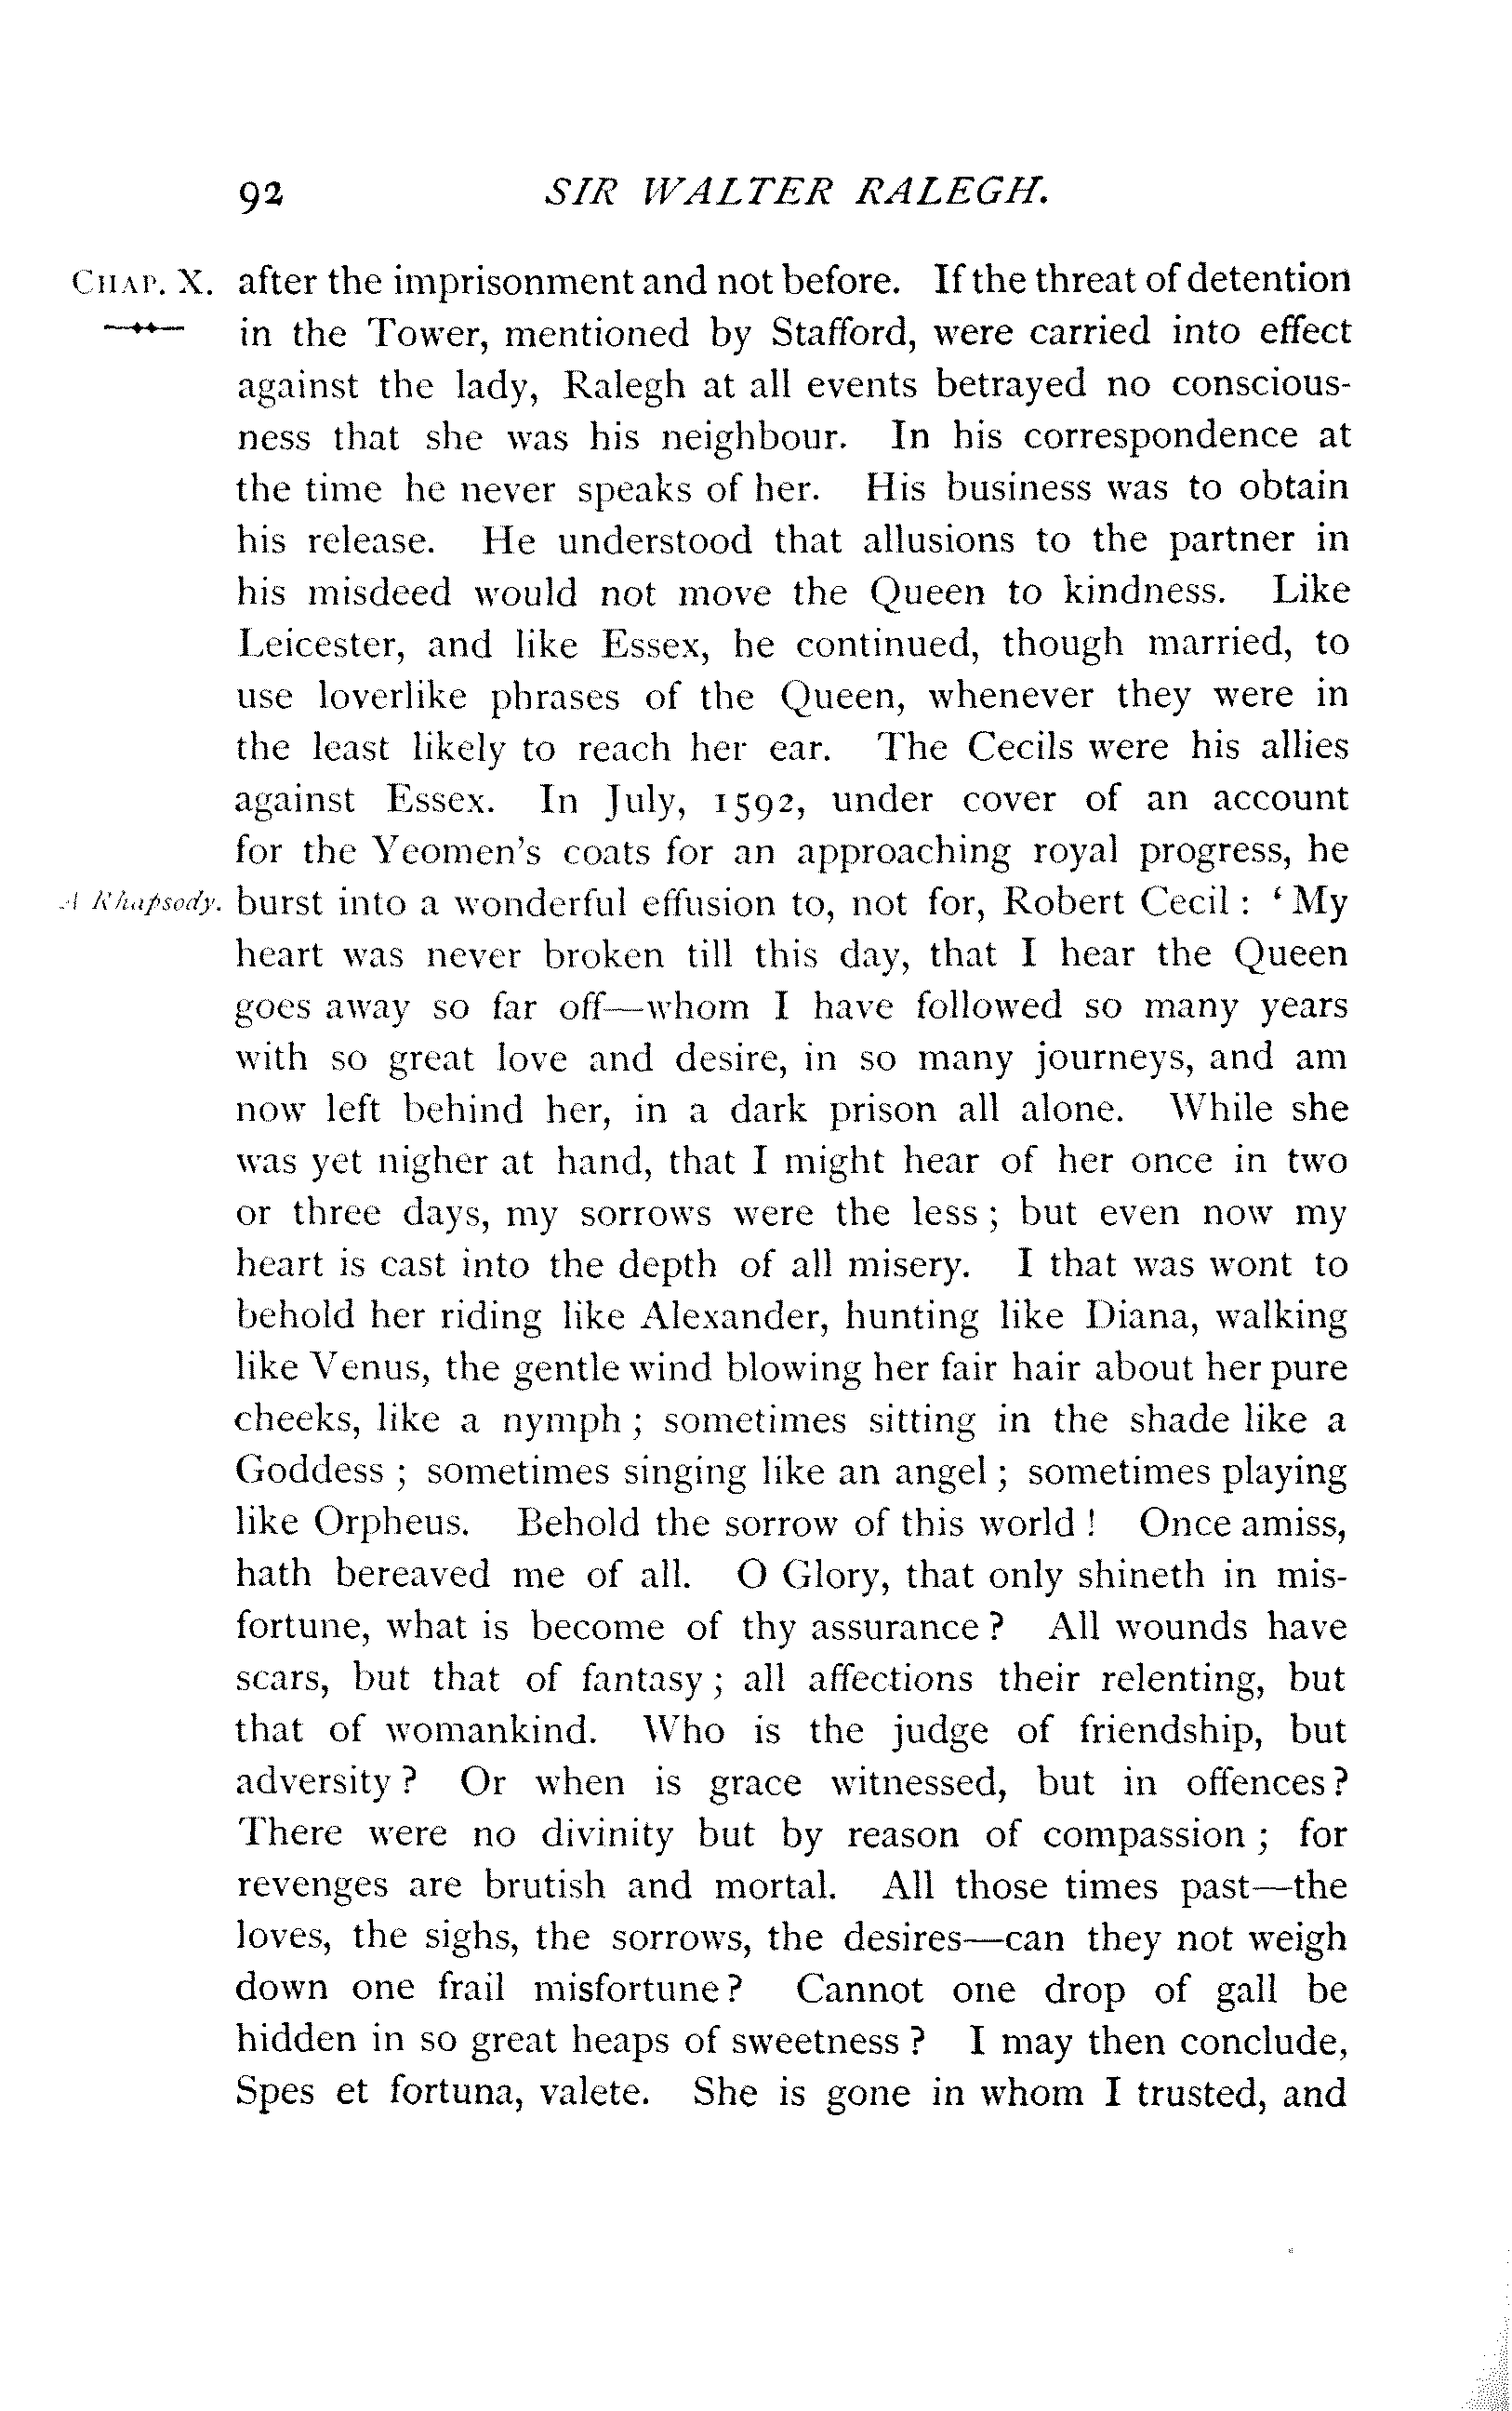 92 SIR WALTER RALEGH.
CHAP. X. after the imprisonment and not before. If the threat of detention
in the Tower, mentioned by Stafford, were carried into effect
against the lady, Ralegh at all events betrayed no conscious-
ness that she was his neighbour. In his correspondence at
the time he never speaks of her. His business was to obtain
his release. He understood that allusions to the partner in
his misdeed would not move the Queen to kindness. Like
Leicester, and like Essex, he continued, though married, to
use loverlike phrases of the Queen, whenever they were in
the least likely to reach her ear. The Cecils were his allies
against Essex. In July, 1592, under cover of an account
for the Yeomen's coats for an approaching royal progress, he
A Rhapsody. burst into a wonderful effusion to, not for, Robert Cecil : ‘ My
heart was never broken till this day, that I hear the Queen
goes away so far off—whom I have followed so many years
with so great love and desire, in so many journeys, and am
now left behind her, in a dark prison all alone. While she
was yet nigher at hand, that I might hear of her once in two
or three days, my sorrows were the less ; but even now my
heart is cast into the depth of all misery. I that was wont to
behold her riding like Alexander, hunting like Diana, walking
like Venus, the gentle wind blowing her fair hair about her pure
cheeks, like a nymph ; sometimes sitting in the shade like a
Goddess ; sometimes singing like an angel ; sometimes playing
like Orpheus. Behold the sorrow of this world ! Once amiss,
hath bereaved me of all. O Glory, that only shineth in mis-
fortune, what is become of thy assurance ? All wounds have
scars, but that of fantasy ; all affections their relenting, but
that of womankind. Who is the judge of friendship, but
adversity ? Or when is grace witnessed, but in offences ?
There were no divinity but by reason of compassion ; for
revenges are brutish and mortal. All those times past—the
loves, the sighs, the sorrows, the desires—can they not weigh
down one frail misfortune ? Cannot one drop of gall be
hidden in so great heaps of sweetness ? I may then conclude,
Spes et fortuna, valete. She is gone in whom I trusted, and